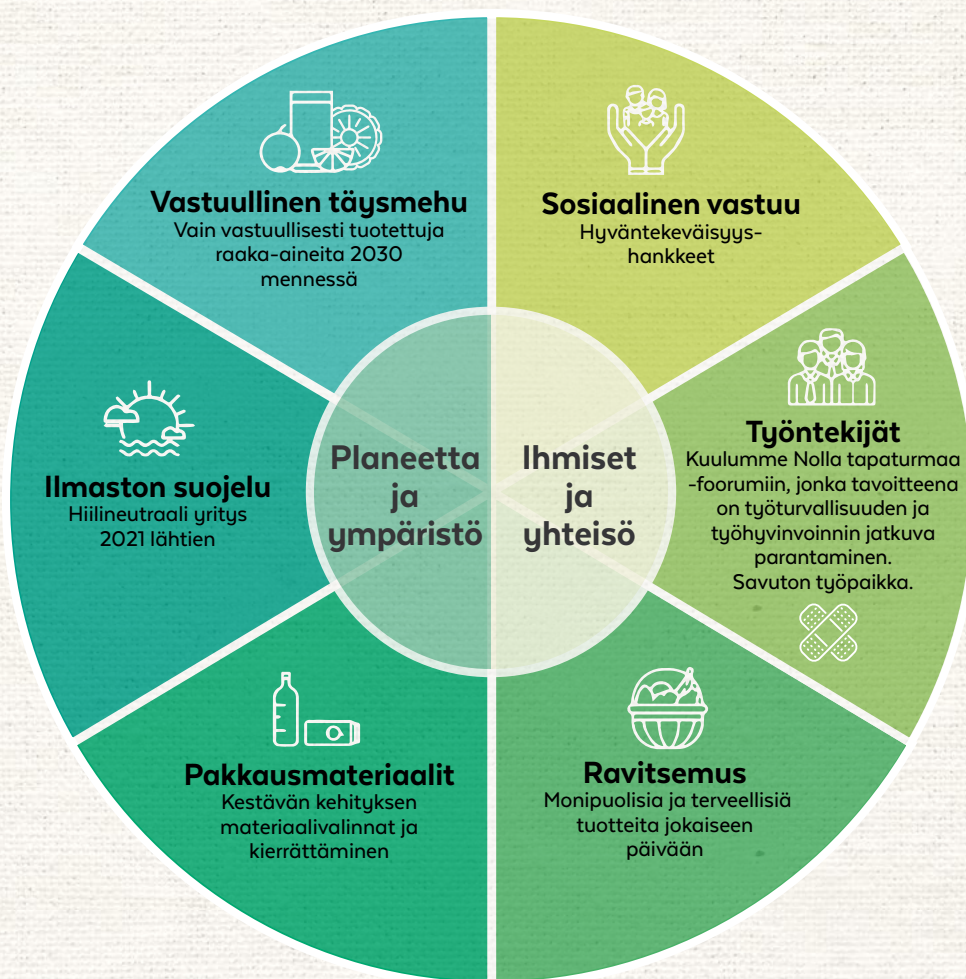 Vastuullinen täysmehu
Vain vastuullisesti tuotettuja
raaka-aineita 2030
mennessä
Sosiaalinen vastuu
Hyväntekeväisyys-
hankkeet
Työntekijät
Kuulumme Nolla tapaturmaa
-foorumiin, jonka tavoitteena
on työturvallisuuden ja
työhyvinvoinnin jatkuva
parantaminen.
Savuton työpaikka.
Ilmaston suojelu
Hiilineutraali yritys
2021 lähtien
Planeetta
ja
ympäristö
Ihmiset
ja
yhteisö
Pakkausmateriaalit
Kestävän kehityksen
materiaalivalinnat ja
kierrättäminen
Ravitsemus
Monipuolisia ja terveellisiä
tuotteita jokaiseen
päivään